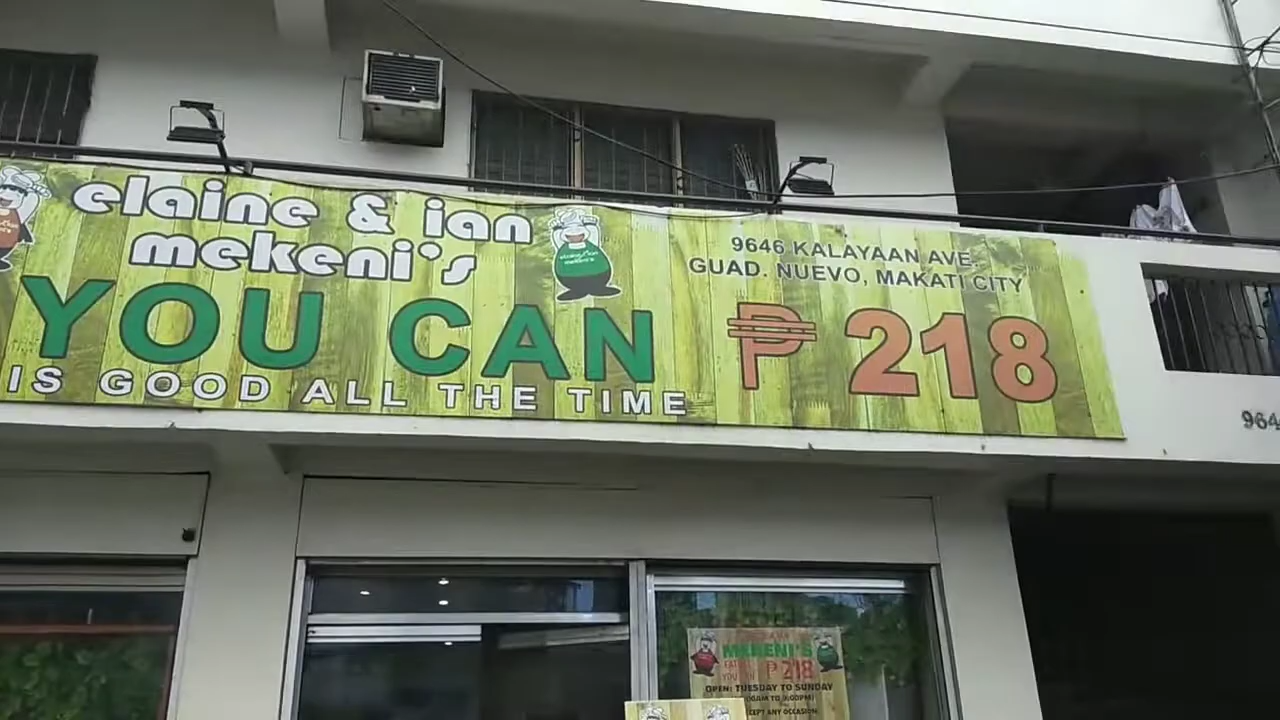 elaine & ian
mekeni's
YOU CAN
IS GOOD ALL THE TIME
9646 KALAYAAN AVE.
GUAD. NUEVO, MAKATI CITY
₱ 218
964
MEKENI'S
₱ 218
OPEN: TUESDAY TO SUNDAY